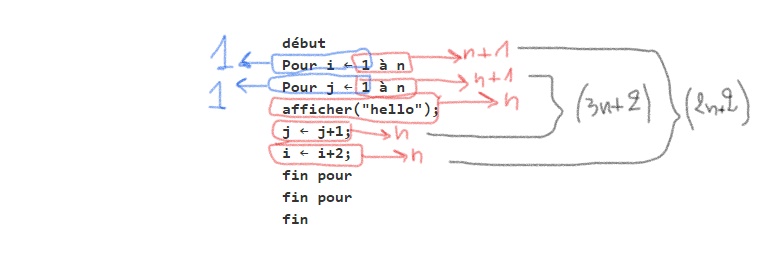 début
1 Pour i ← 1 à n n+1
1 Pour j ← 1 à n n+1
afficher("hello"); n (3n+2) (2n+2)
j ← j+1; n
i ← i+2; n
fin pour
fin pour
fin